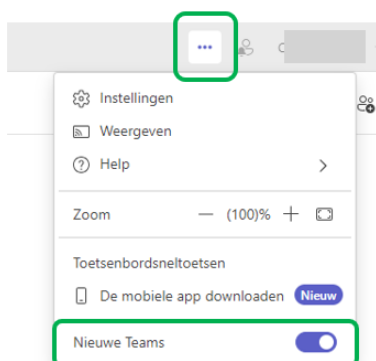 Instellingen
Weergeven
Help
Zoom (100)%
Toetsenbordsneltoetsen
De mobiele app downloaden Nieuw
Nieuwe Teams